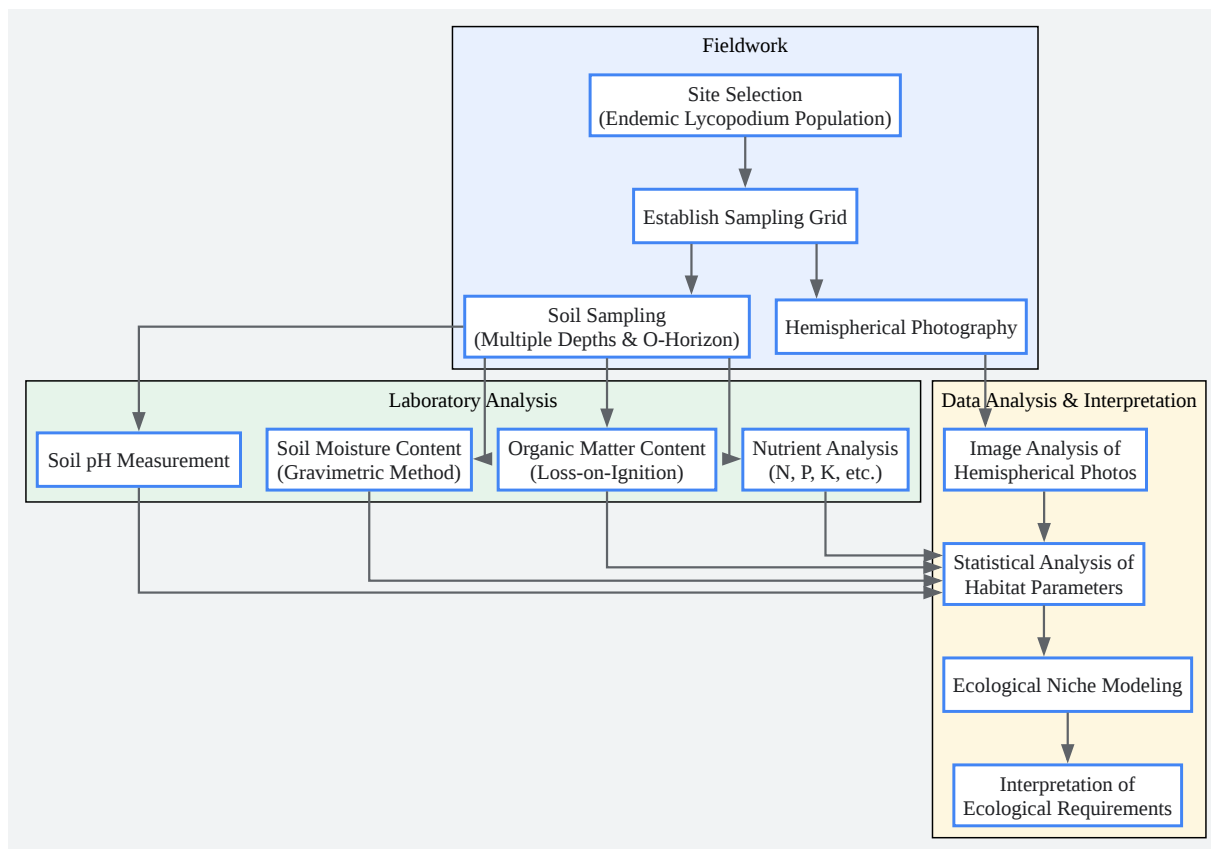 Fieldwork
Site Selection
(Endemic Lycopodium Population)
Establish Sampling Grid
Soil Sampling
(Multiple Depths & O-Horizon)
Hemispherical Photography
Laboratory Analysis
Soil pH Measurement
Soil Moisture Content
(Gravimetric Method)
Organic Matter Content
(Loss-on-Ignition)
Nutrient Analysis
(N, P, K, etc.)
Data Analysis & Interpretation
Image Analysis of
Hemispherical Photos
Statistical Analysis of
Habitat Parameters
Ecological Niche Modeling
Interpretation of
Ecological Requirements